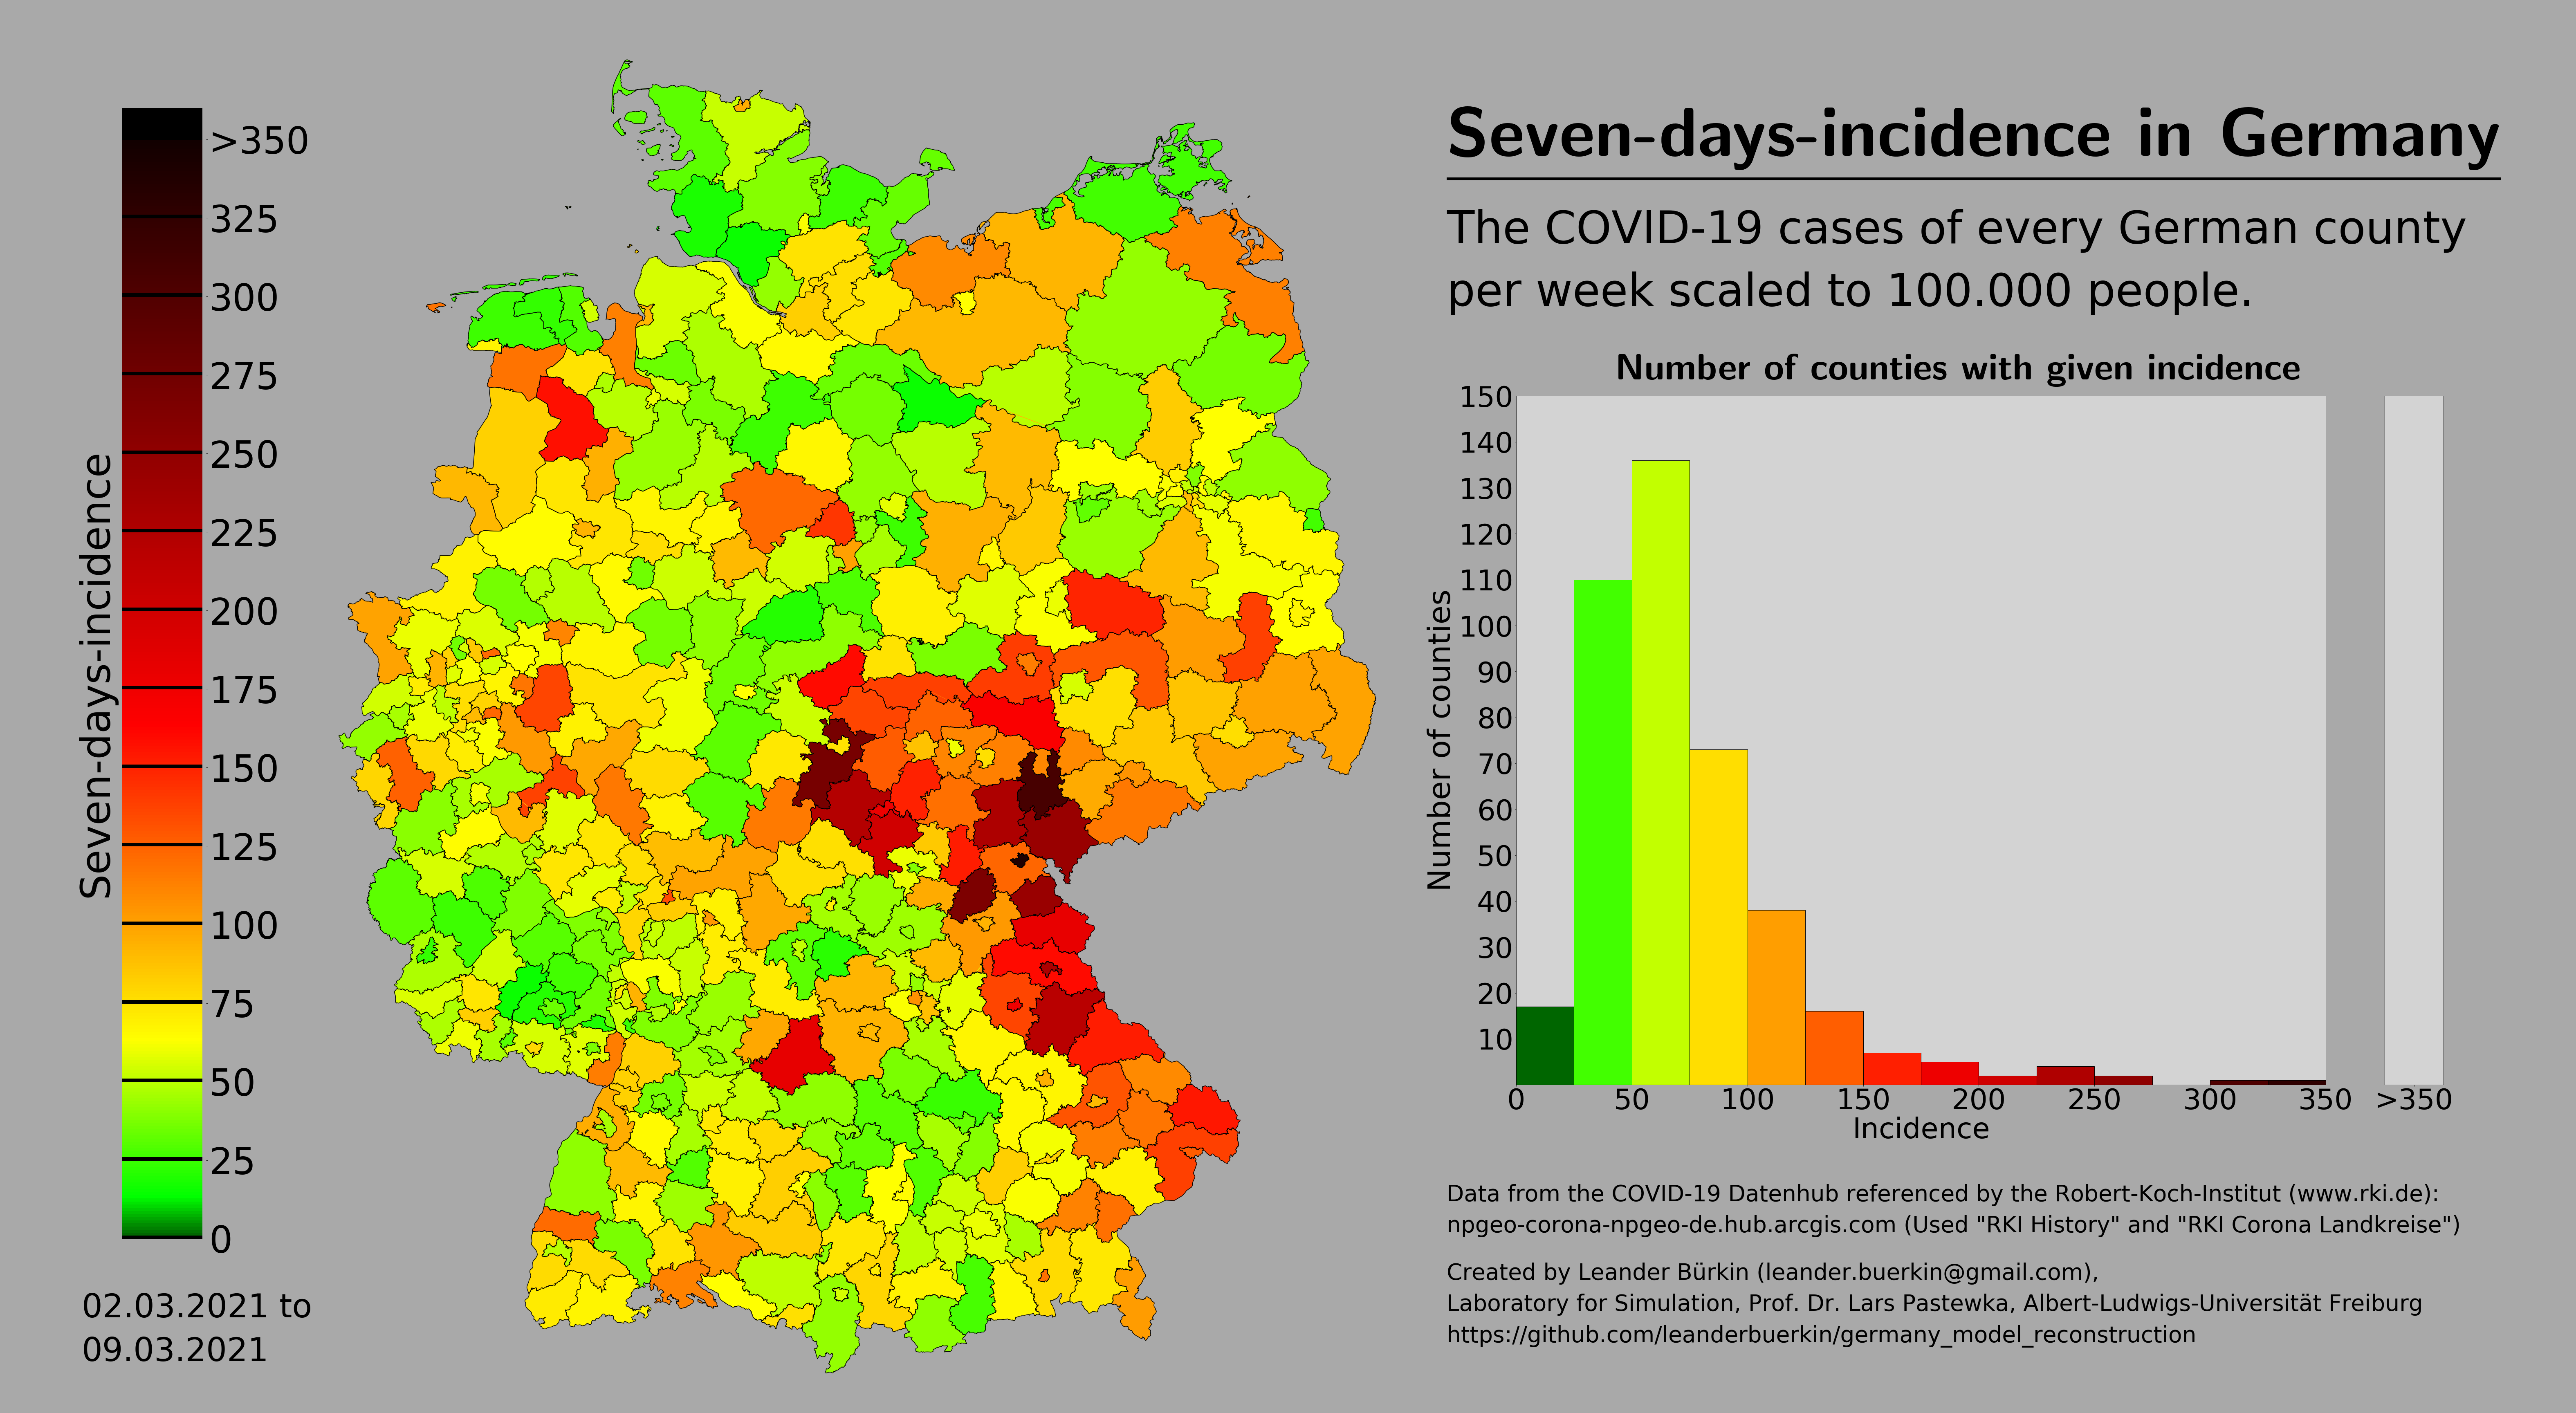 Seven-days-incidence in Germany
The COVID-19 cases of every German county
per week scaled to 100.000 people.
Seven-days-incidence
>350
325
300
275
250
225
200
175
150
125
100
75
50
25
0
02.03.2021 to
09.03.2021
Number of counties with given incidence
Number of counties
150
140
130
120
110
100
90
80
70
60
50
40
30
20
10
0 50 100 150 200 250 300 350 >350
Incidence
Data from the COVID-19 Datenhub referenced by the Robert-Koch-Institut (www.rki.de):
npgeo-corona-npgeo-de.hub.arcgis.com (Used "RKI History" and "RKI Corona Landkreise")
Created by Leander Bürkin (leander.buerkin@gmail.com),
Laboratory for Simulation, Prof. Dr. Lars Pastewka, Albert-Ludwigs-Universität Freiburg
https://github.com/leanderbuerkin/germany_model_reconstruction